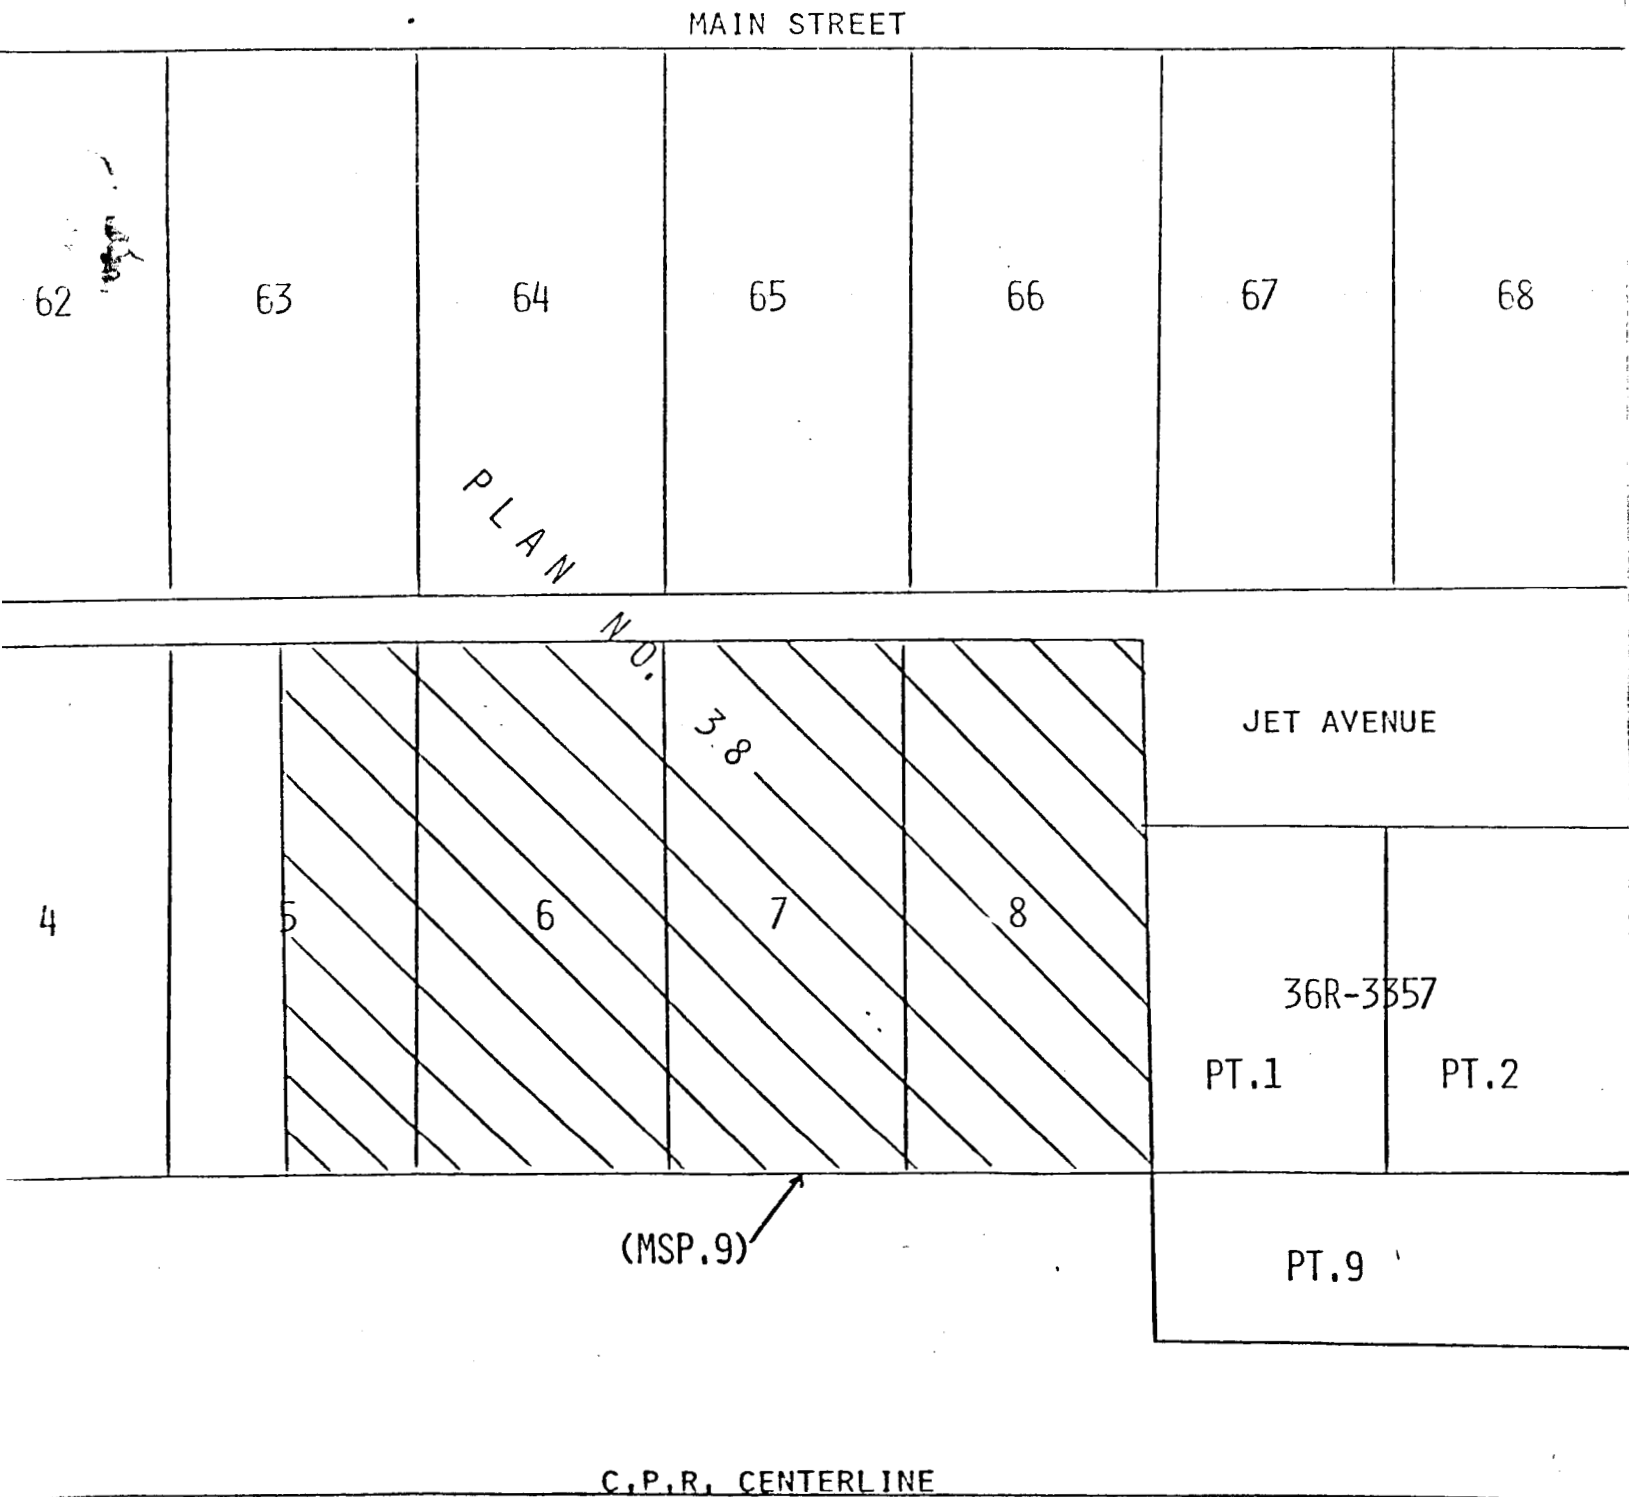 MAIN STREET
62 63 64 65 66 67 68
PLAN NO. 38
JET AVENUE
4 5 6 7 8
36R-3357
PT.1 PT.2
(MSP.9)
PT.9
C.P.R. CENTERLINE